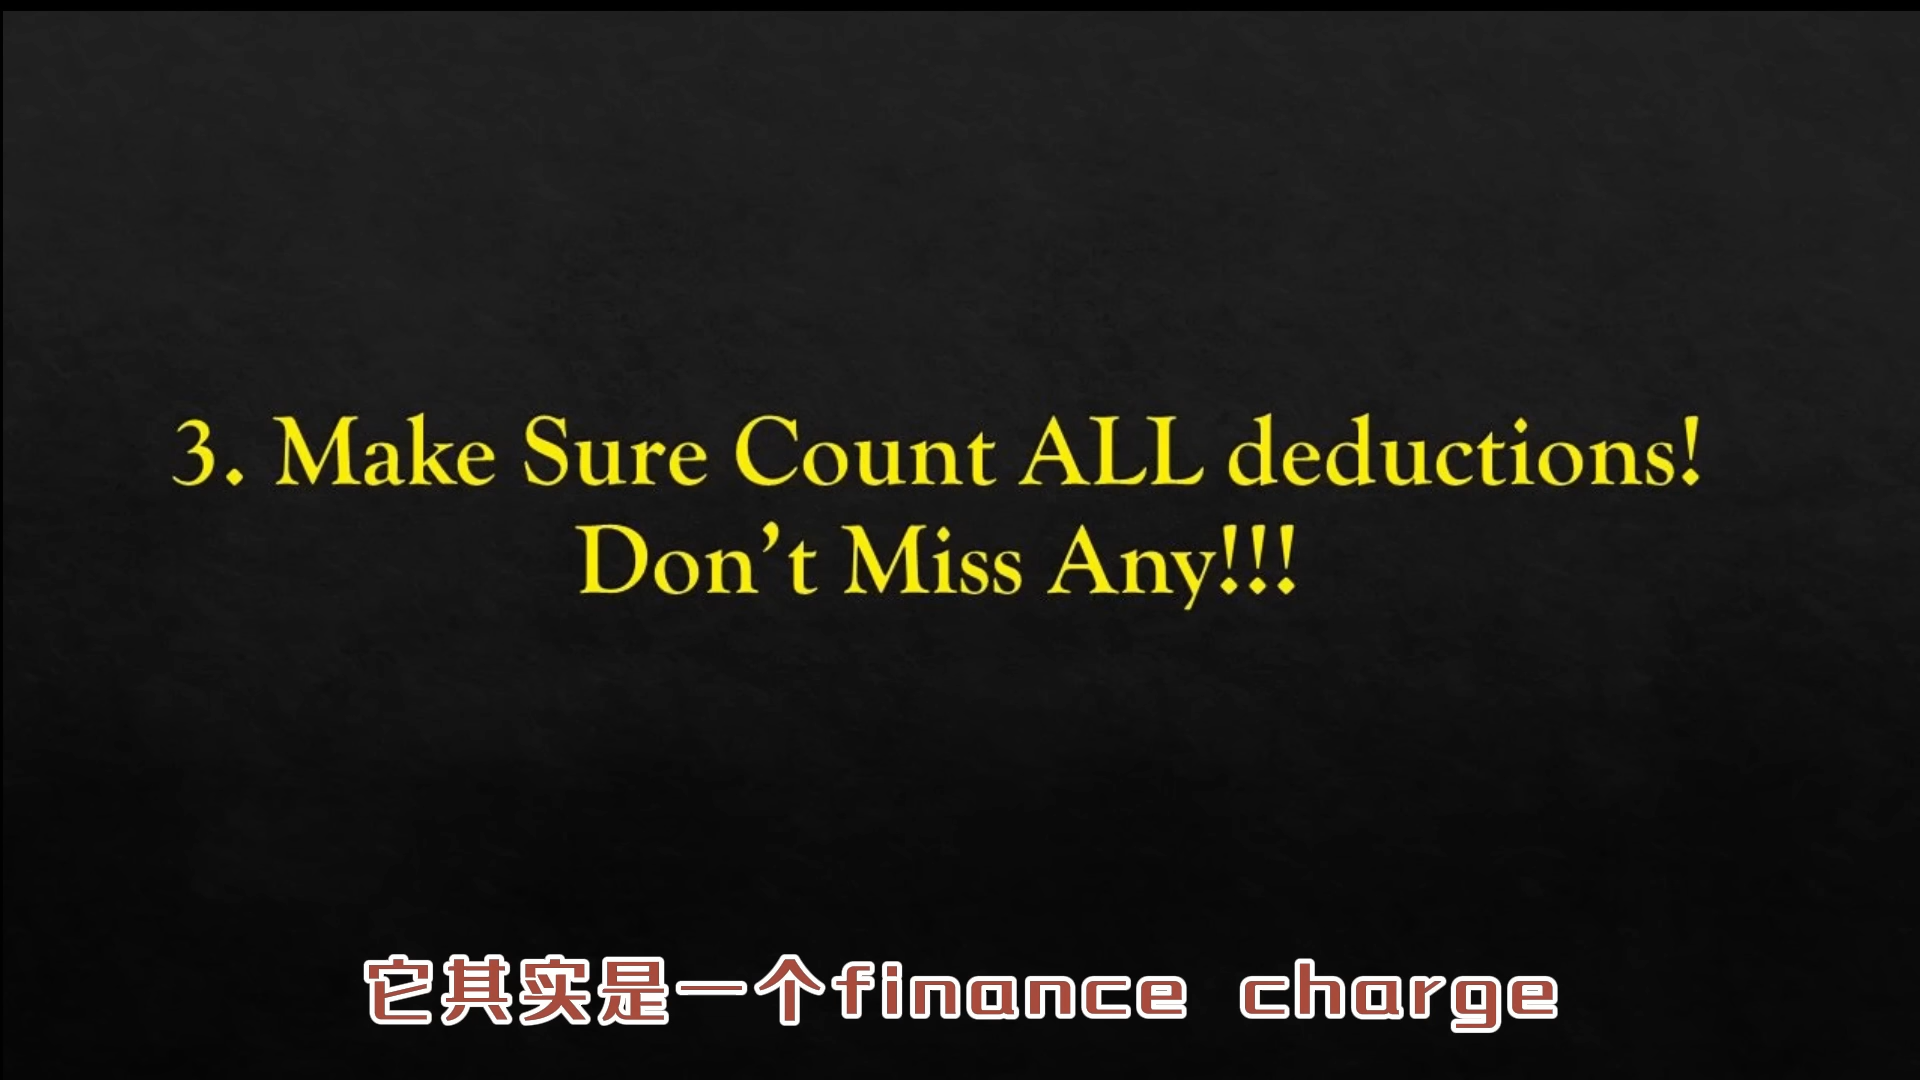 3. Make Sure Count ALL deductions!
Don’t Miss Any!!!
它其实是一个finance charge